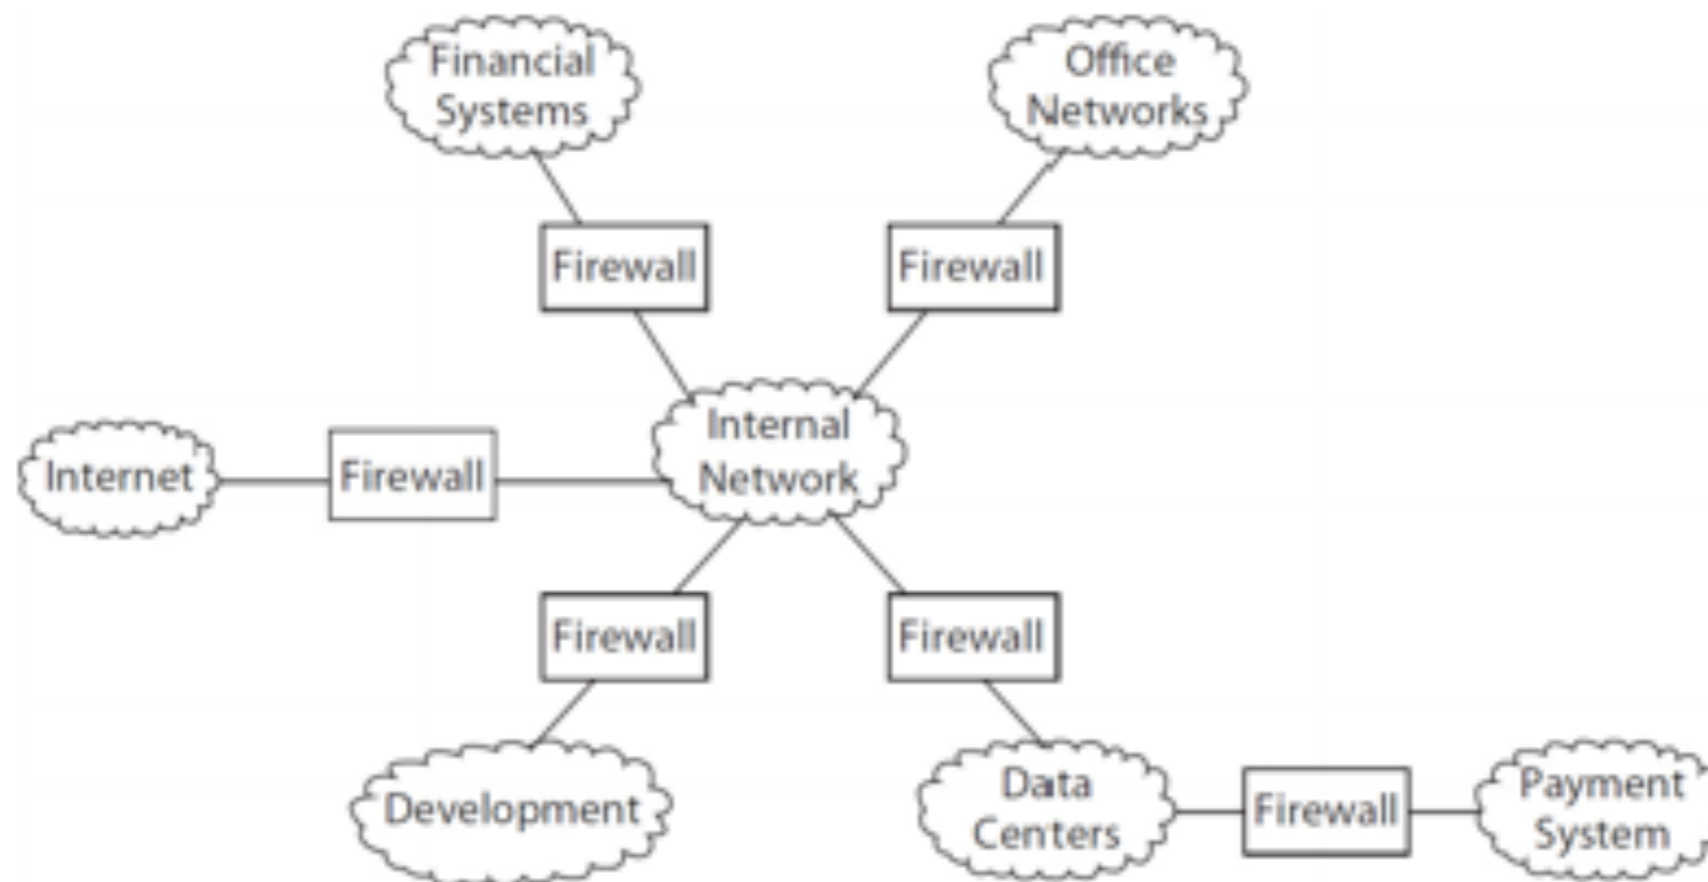 Financial
Systems
Office
Networks
Firewall
Firewall
Internal
Network
Internet
Firewall
Firewall
Firewall
Development
Data
Centers
Firewall
Payment
System